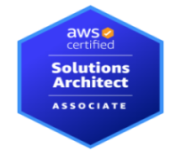 aws
certified
Solutions
Architect
ASSOCIATE